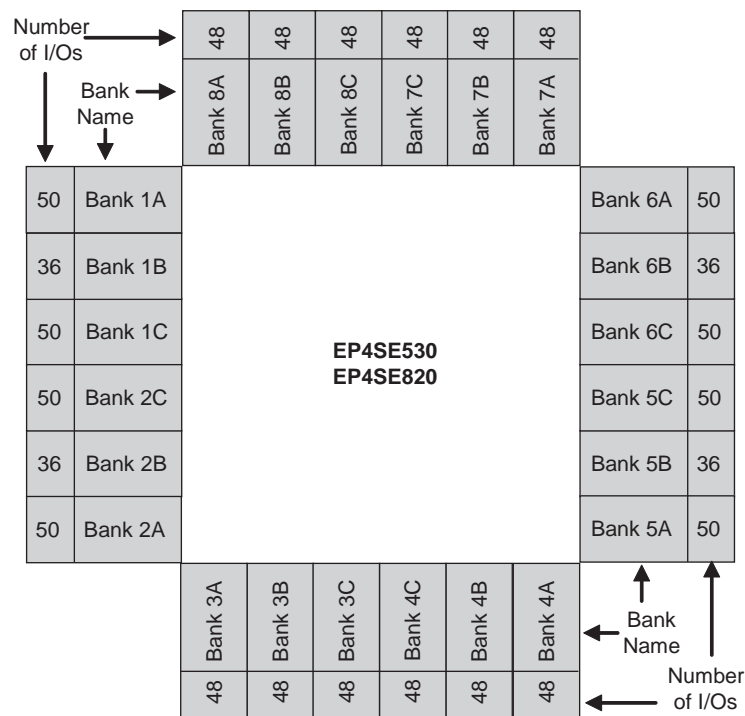 Number
of I/Os
48 48 48 48 48 48
Bank
Name
Bank 8A Bank 8B Bank 8C Bank 7C Bank 7B Bank 7A
50 Bank 1A
36 Bank 1B
50 Bank 1C
50 Bank 2C
36 Bank 2B
50 Bank 2A
EP4SE530
EP4SE820
Bank 6A 50
Bank 6B 36
Bank 6C 50
Bank 5C 50
Bank 5B 36
Bank 5A 50
Bank 3A Bank 3B Bank 3C Bank 4C Bank 4B Bank 4A
48 48 48 48 48 48
Bank
Name
Number
of I/Os